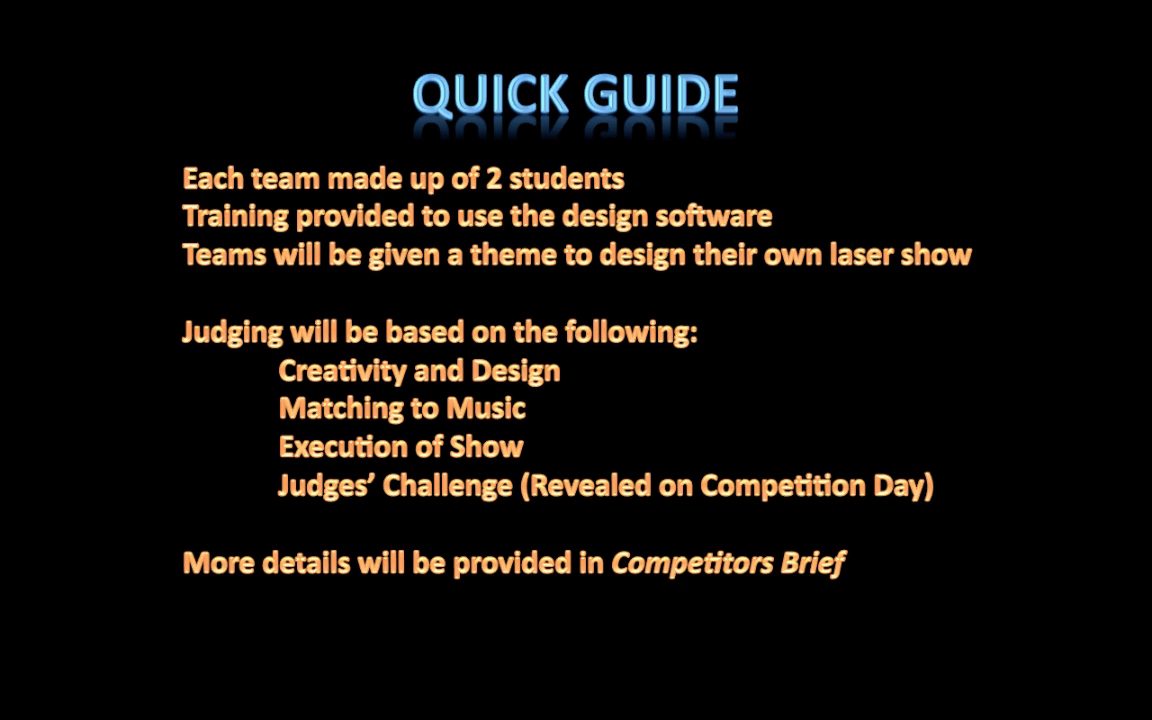 QUICK GUIDE
Each team made up of 2 students
Training provided to use the design software
Teams will be given a theme to design their own laser show
Judging will be based on the following:
Creativity and Design
Matching to Music
Execution of Show
Judges’ Challenge (Revealed on Competition Day)
More details will be provided in Competitors Brief